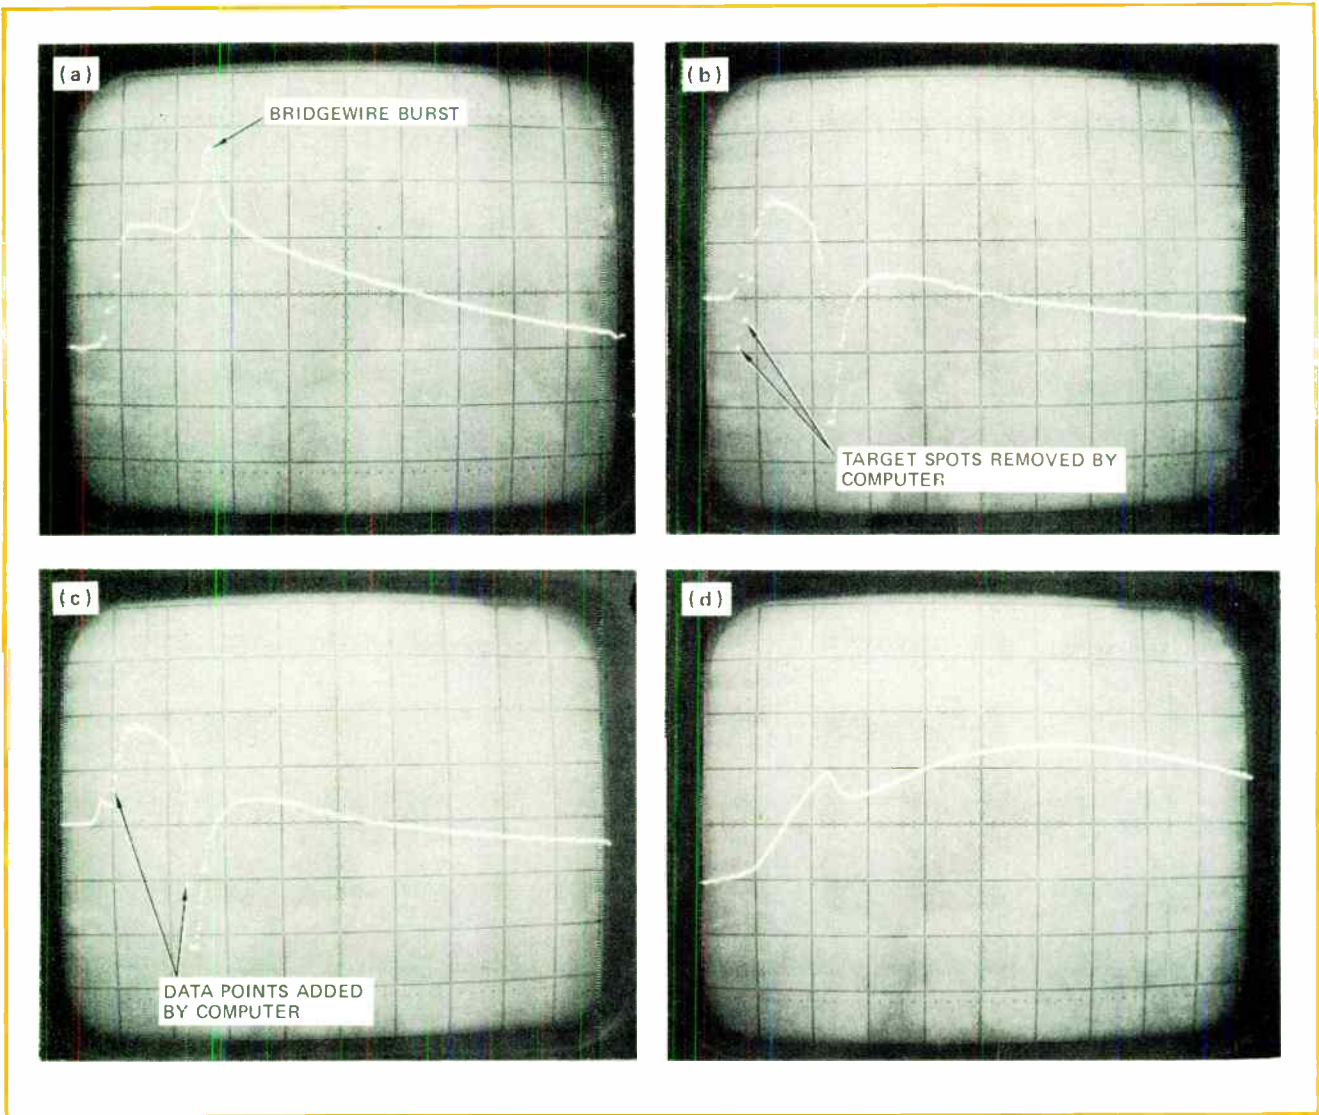 (a)
BRIDGEWIRE BURST
(b)
TARGET SPOTS REMOVED BY
COMPUTER
(c)
DATA POINTS ADDED
BY COMPUTER
(d)